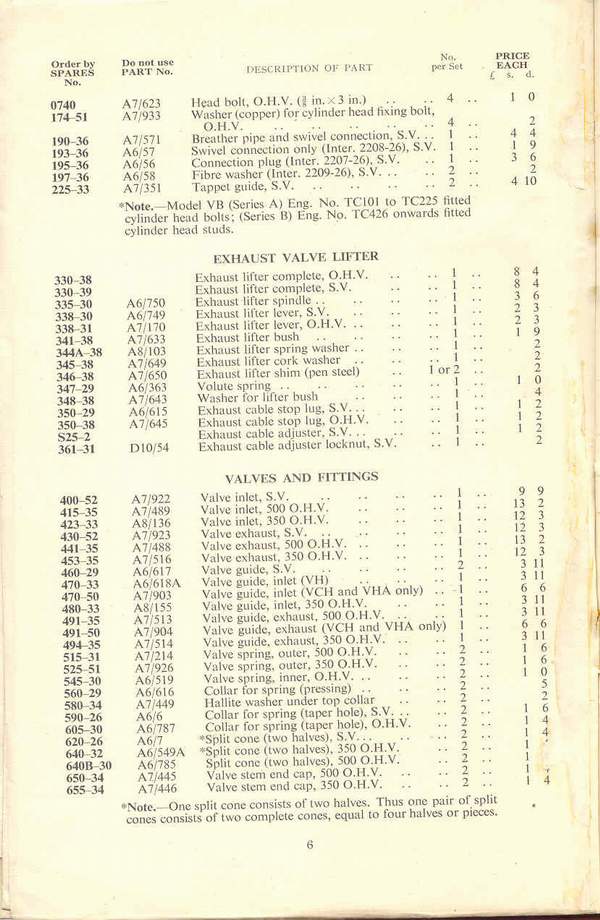 Order by SPARES No. Do not use PART No. DESCRIPTION OF PART No. per Set PRICE EACH £ s. d.
0740 A7/623 Head bolt, O.H.V. (⅜ in. × 3 in.) .. .. 4 .. 1 0
174–51 A7/933 Washer (copper) for cylinder head fixing bolt,
O.H.V. .. .. .. .. .. 4 .. 2
190–36 A7/571 Breather pipe and swivel connection, S.V. .. 1 .. 4 4
193–36 A6/57 Swivel connection only (Inter. 2208-26), S.V. 1 .. 1 9
195–36 A6/56 Connection plug (Inter. 2207-26), S.V. .. 1 .. 3 6
197–36 A6/58 Fibre washer (Inter. 2209-26), S.V. .. .. 2 .. 2
225–33 A7/351 Tappet guide, S.V. .. .. .. .. 2 .. 4 10
*Note.—Model VB (Series A) Eng. No. TC101 to TC225 fitted
cylinder head bolts; (Series B) Eng. No. TC426 onwards fitted
cylinder head studs.
EXHAUST VALVE LIFTER
330–38 Exhaust lifter complete, O.H.V. .. .. 1 .. 8 4
330–39 Exhaust lifter complete, S.V. .. .. 1 .. 8 4
335–30 A6/750 Exhaust lifter spindle .. .. .. .. 1 .. 3 6
338–30 A6/749 Exhaust lifter lever, S.V. .. .. .. 1 .. 2 3
338–31 A7/170 Exhaust lifter lever, O.H.V. .. .. .. 1 .. 2 3
341–38 A7/633 Exhaust lifter bush .. .. .. 1 .. 1 9
344A–38 A8/103 Exhaust lifter spring washer .. .. .. 1 .. 2
345–38 A7/649 Exhaust lifter cork washer .. .. .. 1 .. 2
346–38 A7/650 Exhaust lifter shim (pen steel) .. 1 or 2 .. 2
347–29 A6/363 Volute spring .. .. .. .. .. 1 .. 1 0
348–38 A7/643 Washer for lifter bush .. .. .. 1 .. 4
350–29 A6/615 Exhaust cable stop lug, S.V. .. .. .. 1 .. 1 2
350–38 A7/645 Exhaust cable stop lug, O.H.V. .. .. 1 .. 1 2
S25–2 Exhaust cable adjuster, S.V. .. .. .. 1 .. 1 2
361–31 D10/54 Exhaust cable adjuster locknut, S.V. .. 1 .. 2
VALVES AND FITTINGS
400–52 A7/922 Valve inlet, S.V. .. .. .. .. 1 .. 9 9
415–35 A7/489 Valve inlet, 500 O.H.V. .. .. .. 1 .. 13 2
423–33 A8/136 Valve inlet, 350 O.H.V. .. .. .. 1 .. 12 3
430–52 A7/923 Valve exhaust, S.V. .. .. .. .. 1 .. 12 3
441–35 A7/488 Valve exhaust, 500 O.H.V. .. .. .. 1 .. 13 2
453–35 A7/516 Valve exhaust, 350 O.H.V. .. .. .. 1 .. 12 3
460–29 A6/617 Valve guide, S.V. .. .. .. .. 2 .. 3 11
470–33 A6/618A Valve guide, inlet (VH) .. .. .. 1 .. 3 11
470–50 A7/903 Valve guide, inlet (VCH and VHA only) .. 1 .. 6 6
480–33 A8/155 Valve guide, inlet, 350 O.H.V. .. .. 1 .. 3 11
491–35 A7/513 Valve guide, exhaust, 500 O.H.V. .. .. 1 .. 3 11
491–50 A7/904 Valve guide, exhaust (VCH and VHA only) 1 .. 6 6
494–35 A7/514 Valve guide, exhaust, 350 O.H.V. .. .. 1 .. 3 11
515–31 A7/214 Valve spring, outer, 500 O.H.V. .. .. 2 .. 1 6
525–51 A7/926 Valve spring, outer, 350 O.H.V. .. .. 2 .. 1 6
545–30 A6/519 Valve spring, inner, O.H.V. .. .. .. 2 .. 1 0
560–29 A6/616 Collar for spring (pressing) .. .. .. 2 .. 5
580–34 A7/449 Hallite washer under top collar .. .. 2 .. 2
590–26 A6/6 Collar for spring (taper hole), S.V. .. .. 2 .. 1 6
605–30 A6/787 Collar for spring (taper hole), O.H.V. .. 2 .. 1 4
620–26 A6/7 *Split cone (two halves), S.V. .. .. .. 2 .. 1 4
640–32 A6/549A *Split cone (two halves), 350 O.H.V. .. 2 .. 1
640B–30 A6/785 Split cone (two halves), 500 O.H.V. .. 2 .. 1
650–34 A7/445 Valve stem end cap, 500 O.H.V. .. .. 2 .. 1
655–34 A7/446 Valve stem end cap, 350 O.H.V. .. .. 2 .. 1 4
*Note.—One split cone consists of two halves. Thus one pair of split
cones consists of two complete cones, equal to four halves or pieces.
6